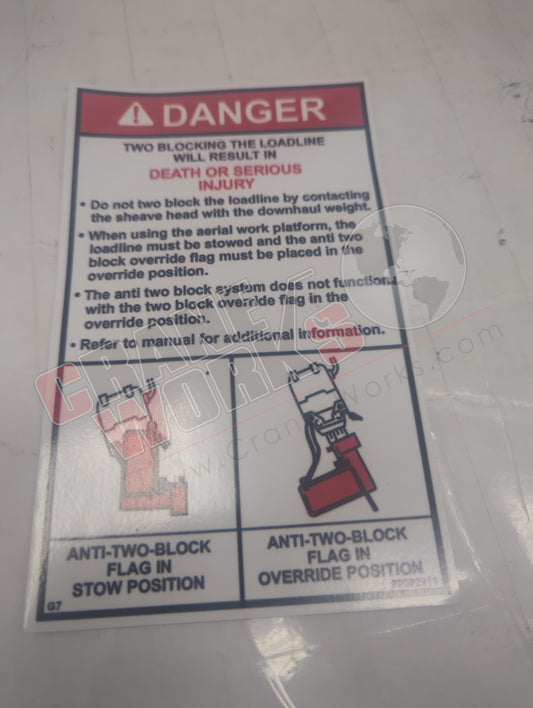 DANGER
TWO BLOCKING THE LOADLINE
WILL RESULT IN
DEATH OR SERIOUS
INJURY
• Do not two block the loadline by contacting
the sheave head with the downhaul weight.
• When using the aerial work platform, the
loadline must be stowed and the anti two
block override flag must be placed in the
override position.
• The anti two block system does not function
with the two block override flag in the
override position.
• Refer to manual for additional information.
CRANE WORKS
www.CraneWorks.com
ANTI-TWO-BLOCK
FLAG IN
STOW POSITION
G7
ANTI-TWO-BLOCK
FLAG IN
OVERRIDE POSITION